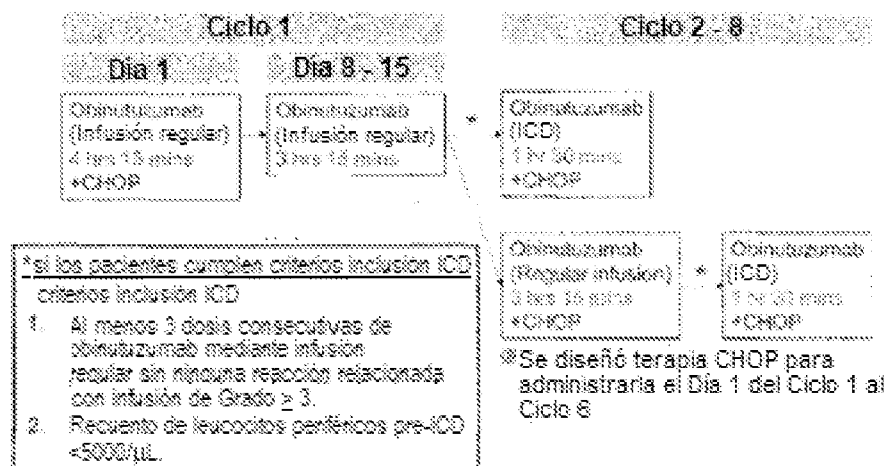 Ciclo 1
Ciclo 2 - 8
Día 1
Día 8 - 15
Obinutuzumab
(Infusión regular)
4 hrs 15 mins
+CHOP
Obinutuzumab
(Infusión regular)
3 hrs 15 mins
*
Obinutuzumab
(ICD)
1 hr 30 mins
+CHOP
Obinutuzumab
(Regular infusion)
3 hrs 15 mins
+CHOP
*
Obinutuzumab
(ICD)
1 hr 30 mins
+CHOP
*si los pacientes cumplen criterios inclusión ICD
criterios inclusión ICD
1. Al menos 3 dosis consecutivas de
obinutuzumab mediante infusión
regular sin ninguna reacción relacionada
con infusión de Grado ≥ 3.
2. Recuento de leucocitos periféricos pre-ICD
<5000/µL.
※Se diseñó terapia CHOP para
administrarla el Día 1 del Ciclo 1 al
Ciclo 6